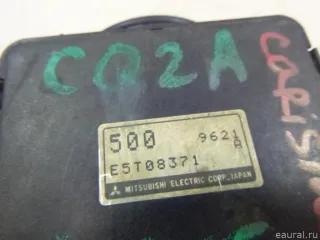 CQ2A
500 9621
E5T08371 A
MITSUBISHI ELECTRIC CORP. JAPAN
© eaural.ru/m/